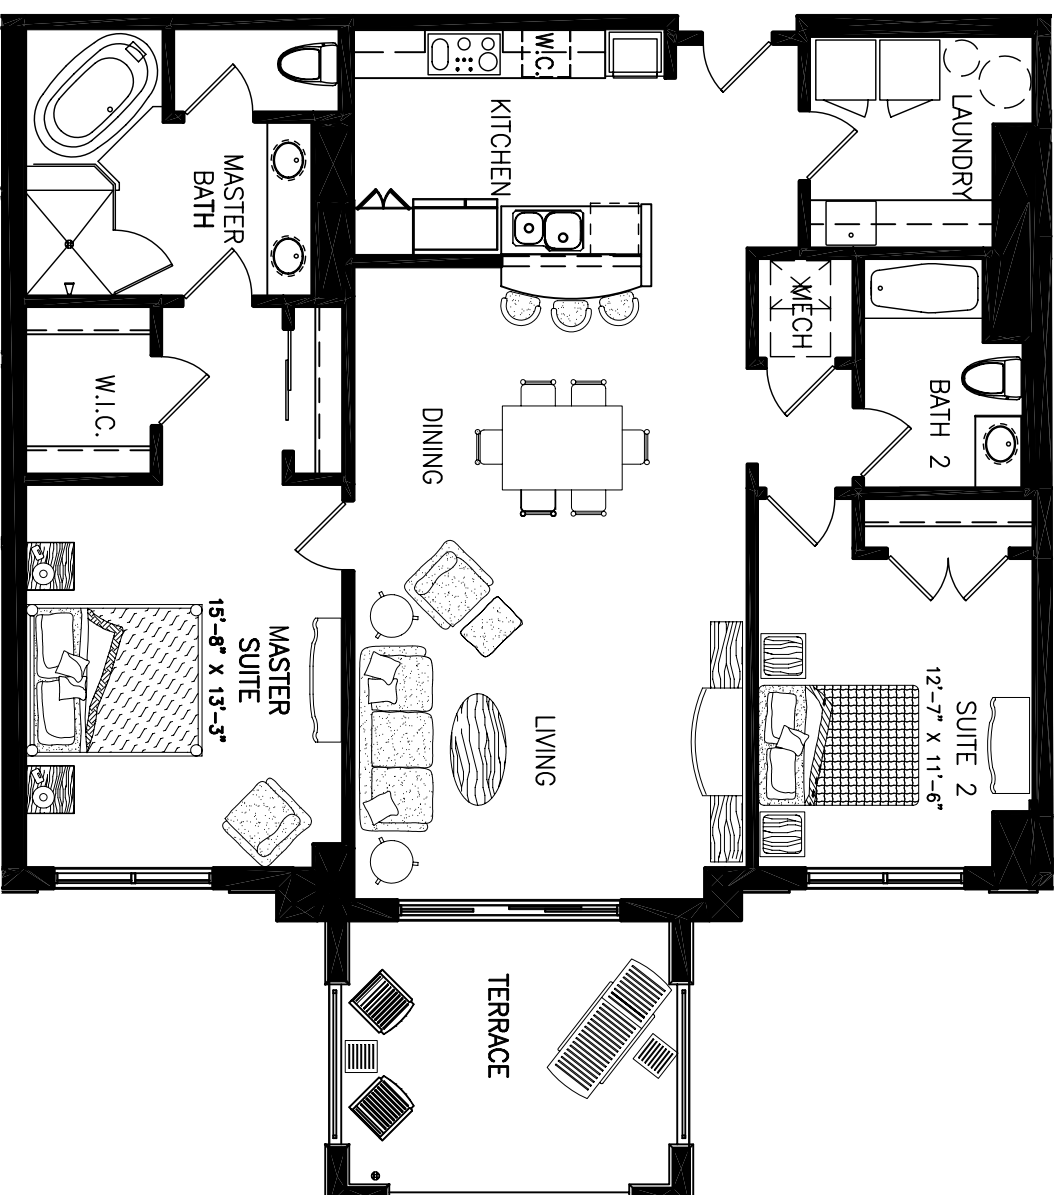 W.C.
KITCHEN
LAUNDRY
MASTER
BATH
MECH
W.I.C.
DINING
BATH 2
MASTER
SUITE
15'-8" X 13'-3"
LIVING
SUITE 2
12'-7" X 11'-6"
TERRACE